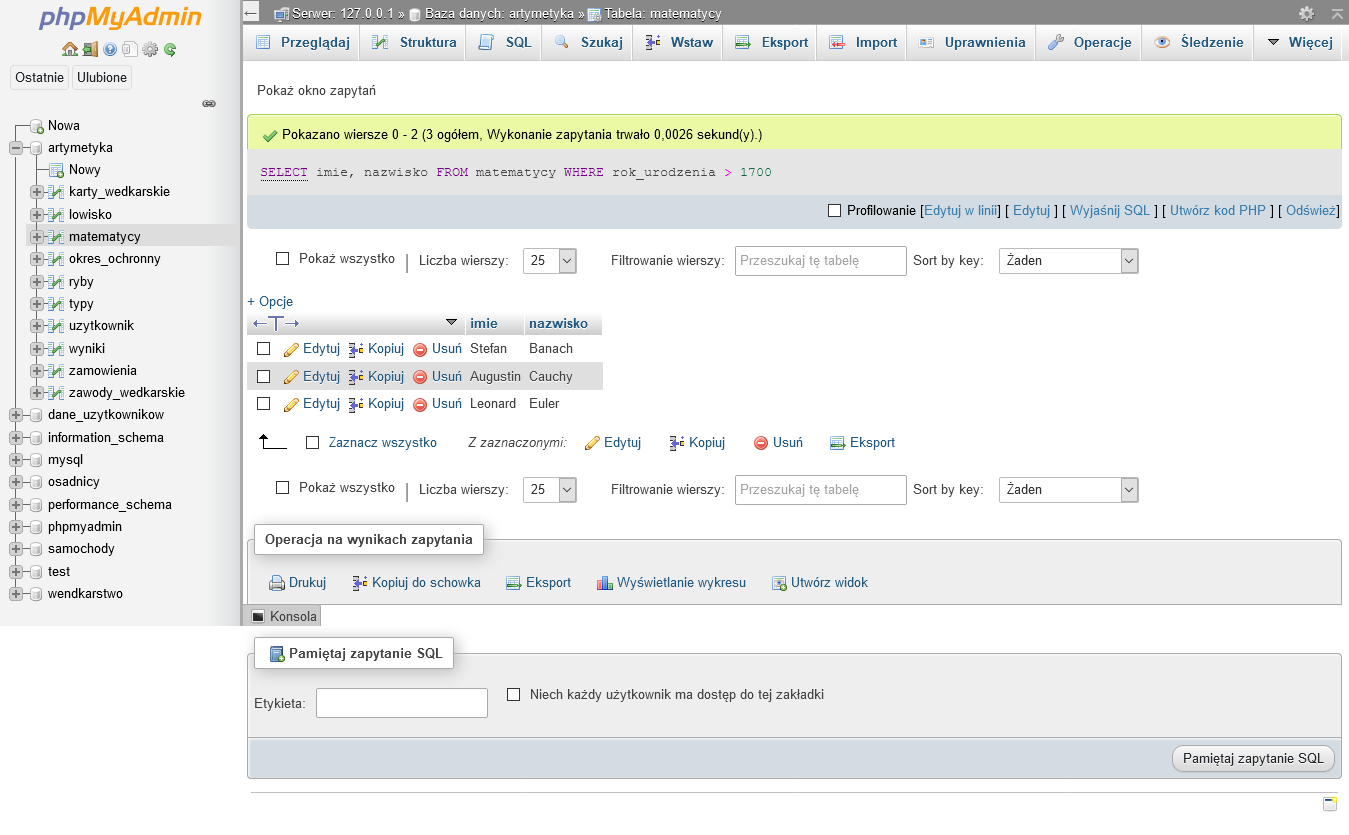 phpMyAdmin
Ostatnie Ulubione
Nowa
artymetyka
Nowy
karty_wedkarskie
lowisko
matematycy
okres_ochronny
ryby
typy
uzytkownik
wyniki
zamowienia
zawody_wedkarskie
dane_uzytkownikow
information_schema
mysql
osadnicy
performance_schema
phpmyadmin
samochody
test
wendkarstwo
Serwer: 127.0.0.1 » Baza danych: artymetyka » Tabela: matematycy
Przeglądaj Struktura SQL Szukaj Wstaw Eksport Import Uprawnienia Operacje Śledzenie Więcej
Pokaż okno zapytań
Pokazano wiersze 0 - 2 (3 ogółem, Wykonanie zapytania trwało 0,0026 sekund(y).)
SELECT imie, nazwisko FROM matematycy WHERE rok_urodzenia > 1700
Profilowanie [Edytuj w linii] [ Edytuj ] [ Wyjaśnij SQL ] [ Utwórz kod PHP ] [ Odśwież]
Pokaż wszystko | Liczba wierszy: 25 Filtrowanie wierszy: Przeszukaj tę tabelę Sort by key: Żaden
+ Opcje
←T→ imie nazwisko
Edytuj Kopiuj Usuń Stefan Banach
Edytuj Kopiuj Usuń Augustin Cauchy
Edytuj Kopiuj Usuń Leonard Euler
Zaznacz wszystko Z zaznaczonymi: Edytuj Kopiuj Usuń Eksport
Pokaż wszystko | Liczba wierszy: 25 Filtrowanie wierszy: Przeszukaj tę tabelę Sort by key: Żaden
Operacja na wynikach zapytania
Drukuj Kopiuj do schowka Eksport Wyświetlanie wykresu Utwórz widok
Konsola
Pamiętaj zapytanie SQL
Etykieta: Niech każdy użytkownik ma dostęp do tej zakładki
Pamiętaj zapytanie SQL